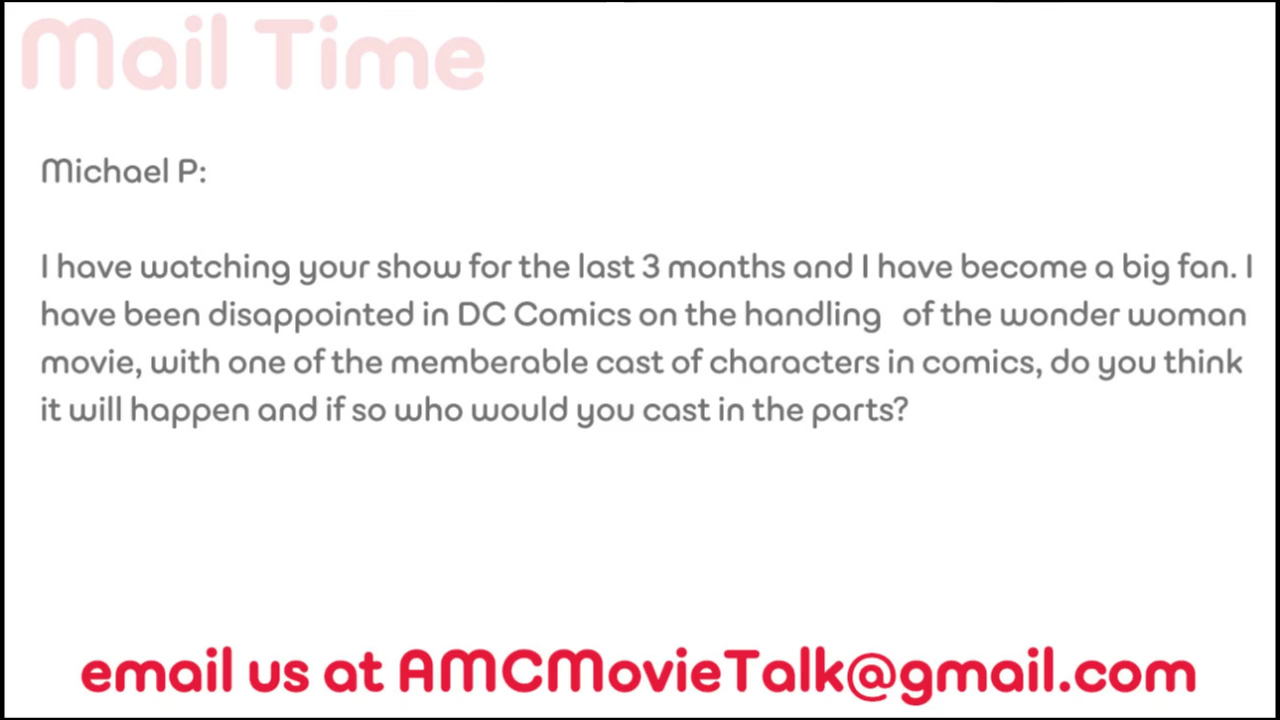 Mail Time
Michael P:
I have watching your show for the last 3 months and I have become a big fan. I
have been disappointed in DC Comics on the handling  of the wonder woman
movie, with one of the memberable cast of characters in comics, do you think
it will happen and if so who would you cast in the parts?
email us at AMCMovieTalk@gmail.com